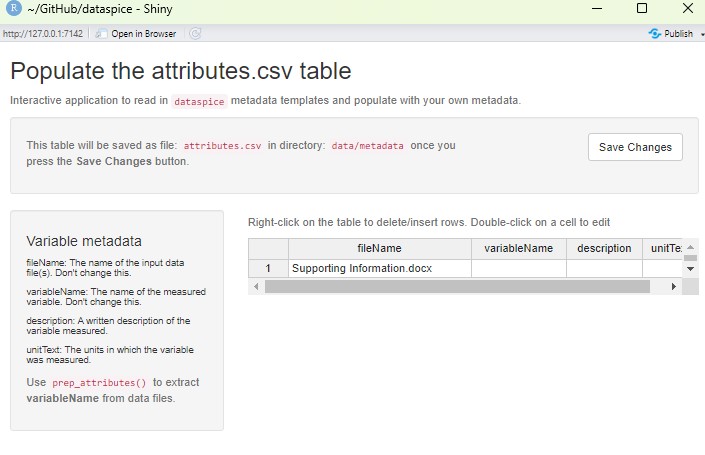 R ~/GitHub/dataspice - Shiny
http://127.0.0.1:7142 Open in Browser Publish
Populate the attributes.csv table
Interactive application to read in dataspice metadata templates and populate with your own metadata.
This table will be saved as file: attributes.csv in directory: data/metadata once you
press the Save Changes button.
Save Changes
Variable metadata
fileName: The name of the input data
file(s). Don't change this.
variableName: The name of the measured
variable. Don't change this.
description: A written description of the
variable measured.
unitText: The units in which the variable
was measured.
Use prep_attributes() to extract
variableName from data files.
Right-click on the table to delete/insert rows. Double-click on a cell to edit
fileName variableName description unitTe
1 Supporting Information.docx